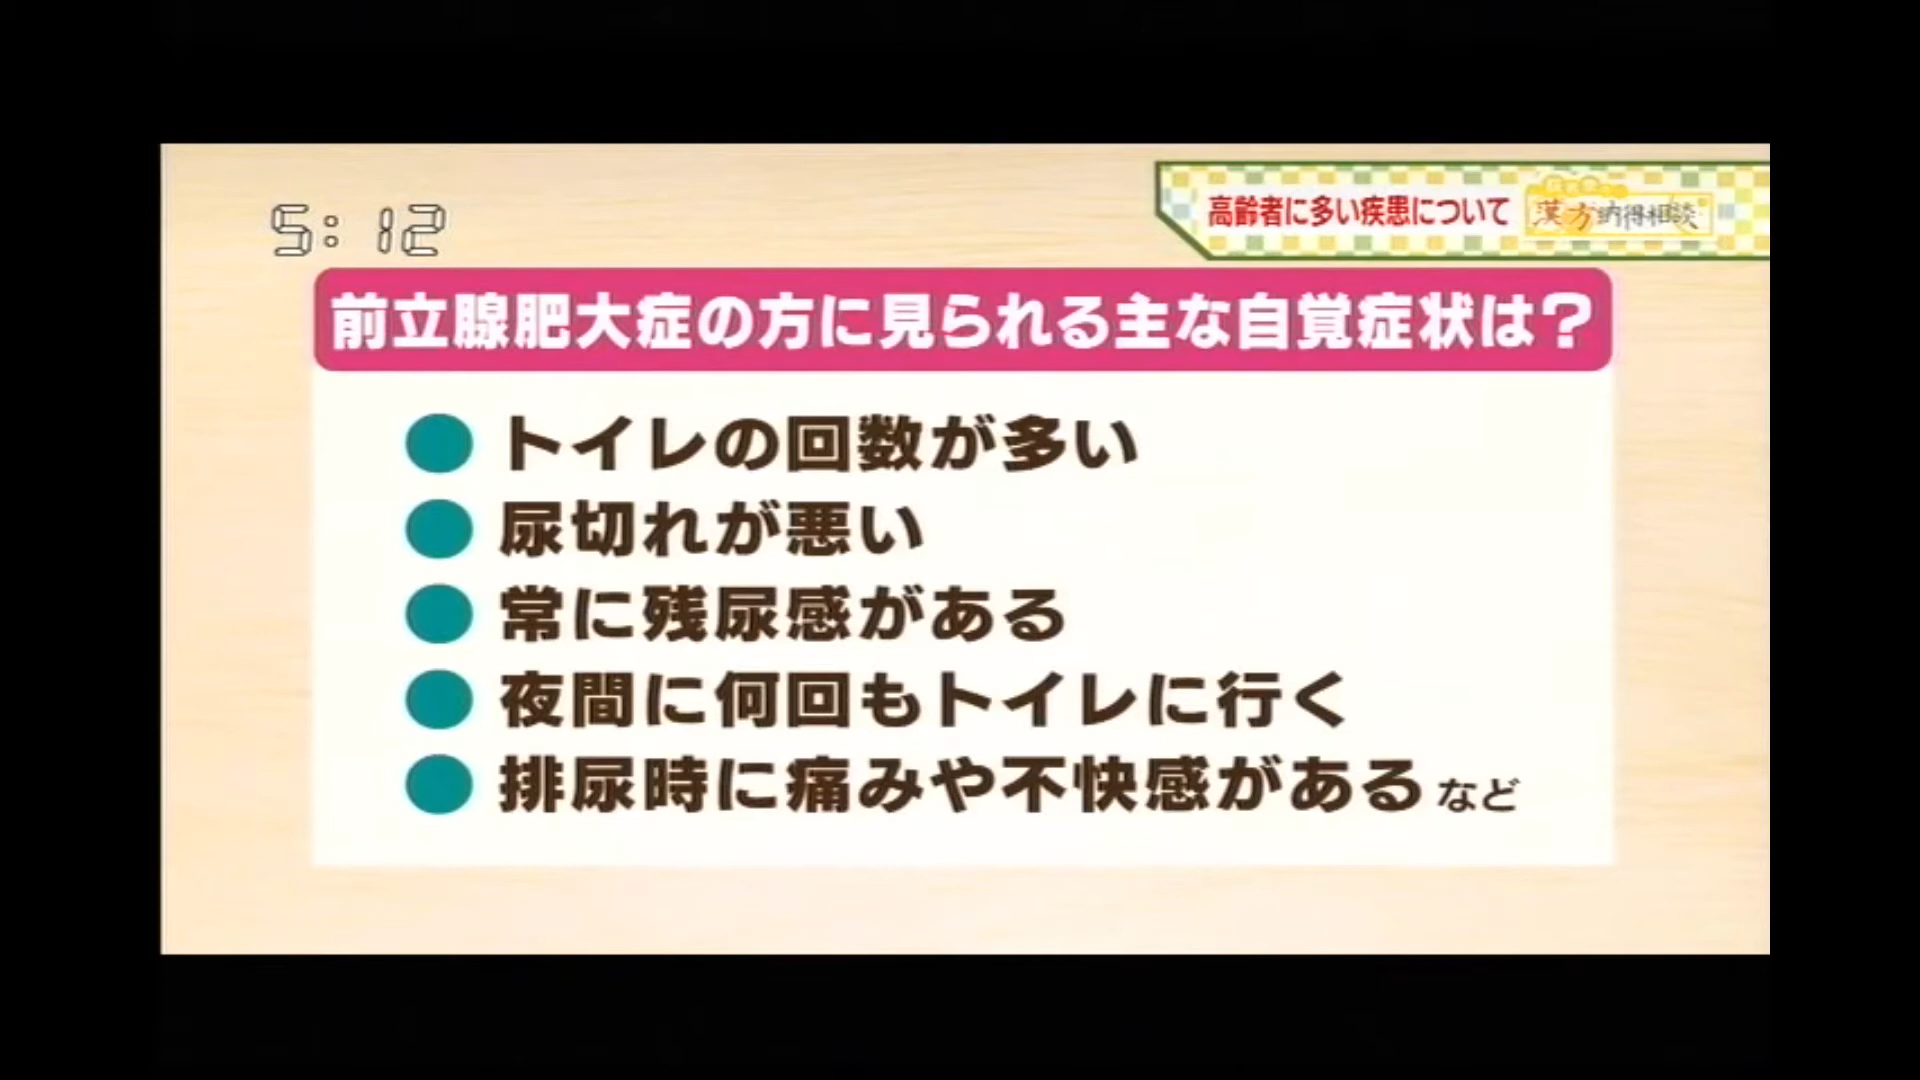 5:12
高齢者に多い疾患について
漢方納得相談
前立腺肥大症の方に見られる主な自覚症状は？
トイレの回数が多い
尿切れが悪い
常に残尿感がある
夜間に何回もトイレに行く
排尿時に痛みや不快感がある など